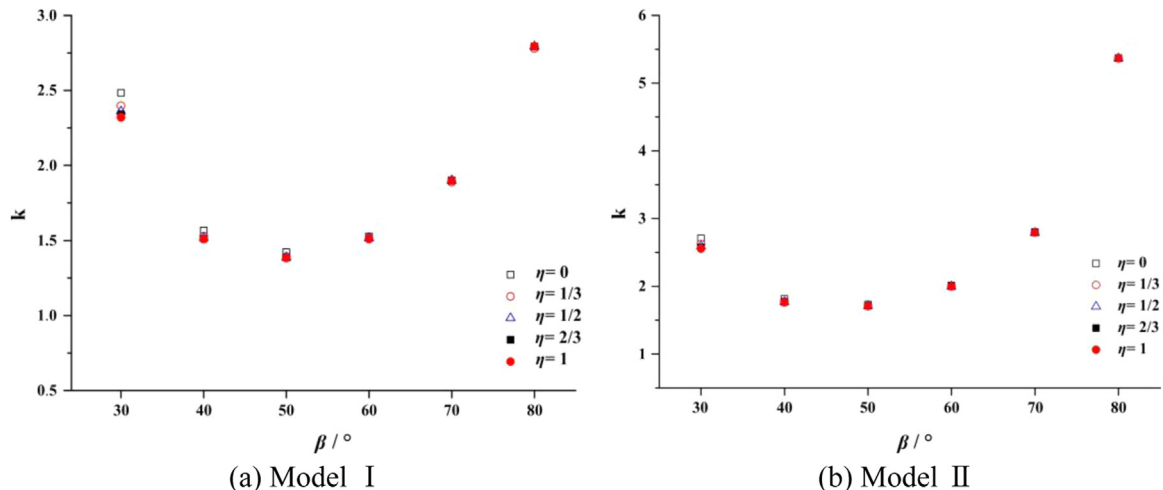 3.0
2.5
2.0
1.5
1.0
0.5
k
30 40 50 60 70 80
β / °
η= 0
η= 1/3
η= 1/2
η= 2/3
η= 1
(a) Model Ⅰ
6
5
4
3
2
1
k
30 40 50 60 70 80
β / °
η= 0
η= 1/3
η= 1/2
η= 2/3
η= 1
(b) Model Ⅱ